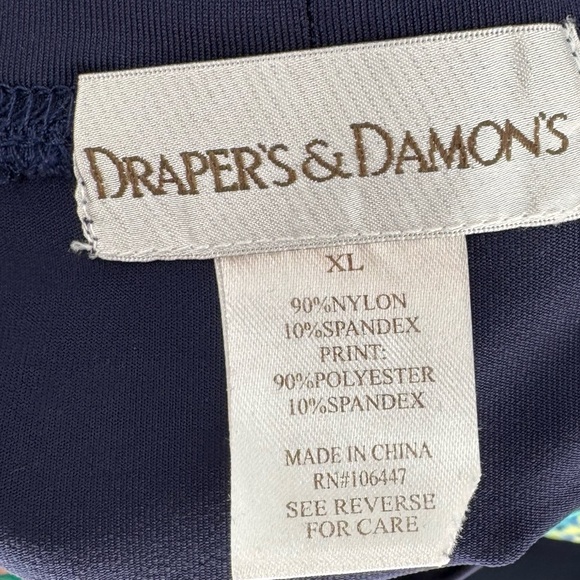 DRAPER'S & DAMON'S
XL
90%NYLON
10%SPANDEX
PRINT:
90%POLYESTER
10%SPANDEX
MADE IN CHINA
RN#106447
SEE REVERSE
FOR CARE